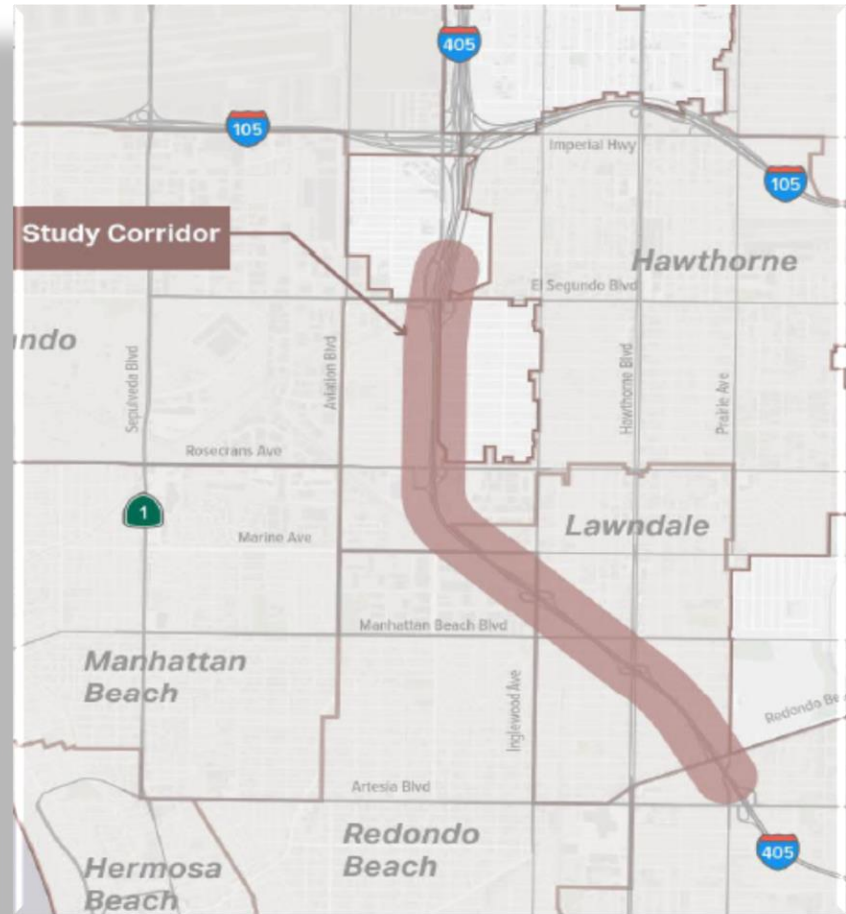 405
105
Imperial Hwy
105
Study Corridor
Hawthorne
El Segundo Blvd
ndo
Sepulveda Blvd
Aviation Blvd
Hawthorne Blvd
Prairie Ave
Rosecrans Ave
1
Lawndale
Marine Ave
Manhattan Beach Blvd
Manhattan
Beach
Inglewood Ave
Redondo Be
Artesia Blvd
Redondo
Beach
405
Hermosa
Beach